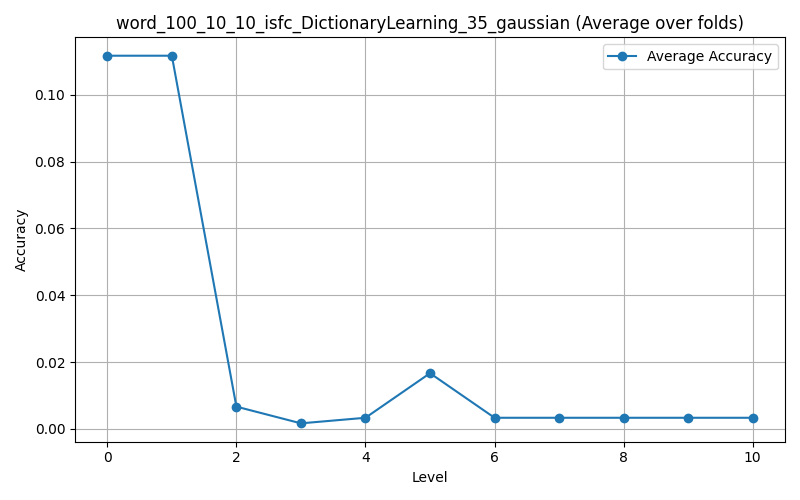 word_100_10_10_isfc_DictionaryLearning_35_gaussian (Average over folds)
Average Accuracy
Accuracy
0.10
0.08
0.06
0.04
0.02
0.00
0 2 4 6 8 10
Level